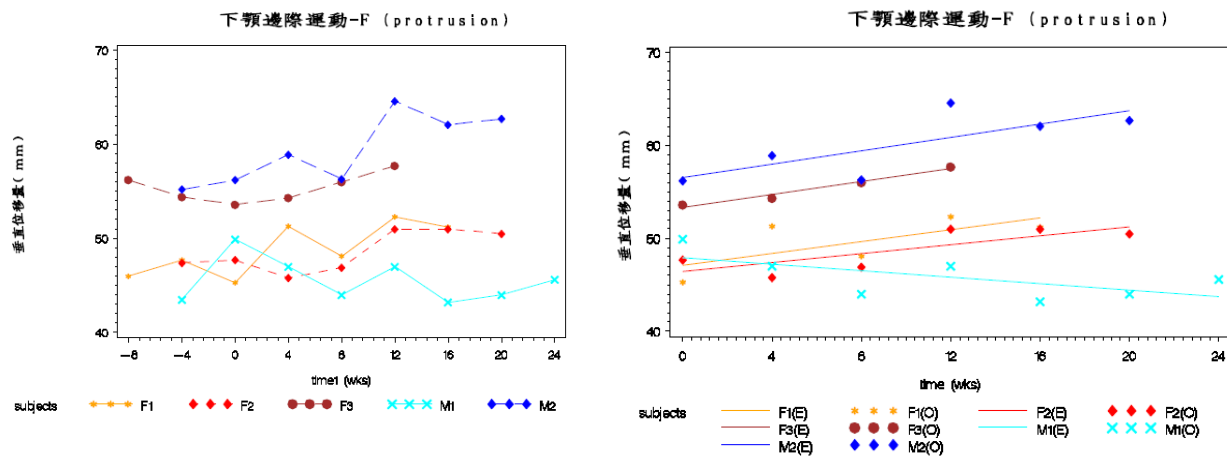 下顎邊際運動-F (protrusion)
垂直位移量( mm)
70
60
50
40
-8 -4 0 4 8 12 16 20 24
time1 (wks)
subjects F1 F2 F3 M1 M2
下顎邊際運動-F (protrusion)
垂直位移量( mm)
70
60
50
40
0 4 8 12 16 20 24
time (wks)
subjects
F1(E) F1(O) F2(E) F2(O)
F3(E) F3(O) M1(E) M1(O)
M2(E) M2(O)